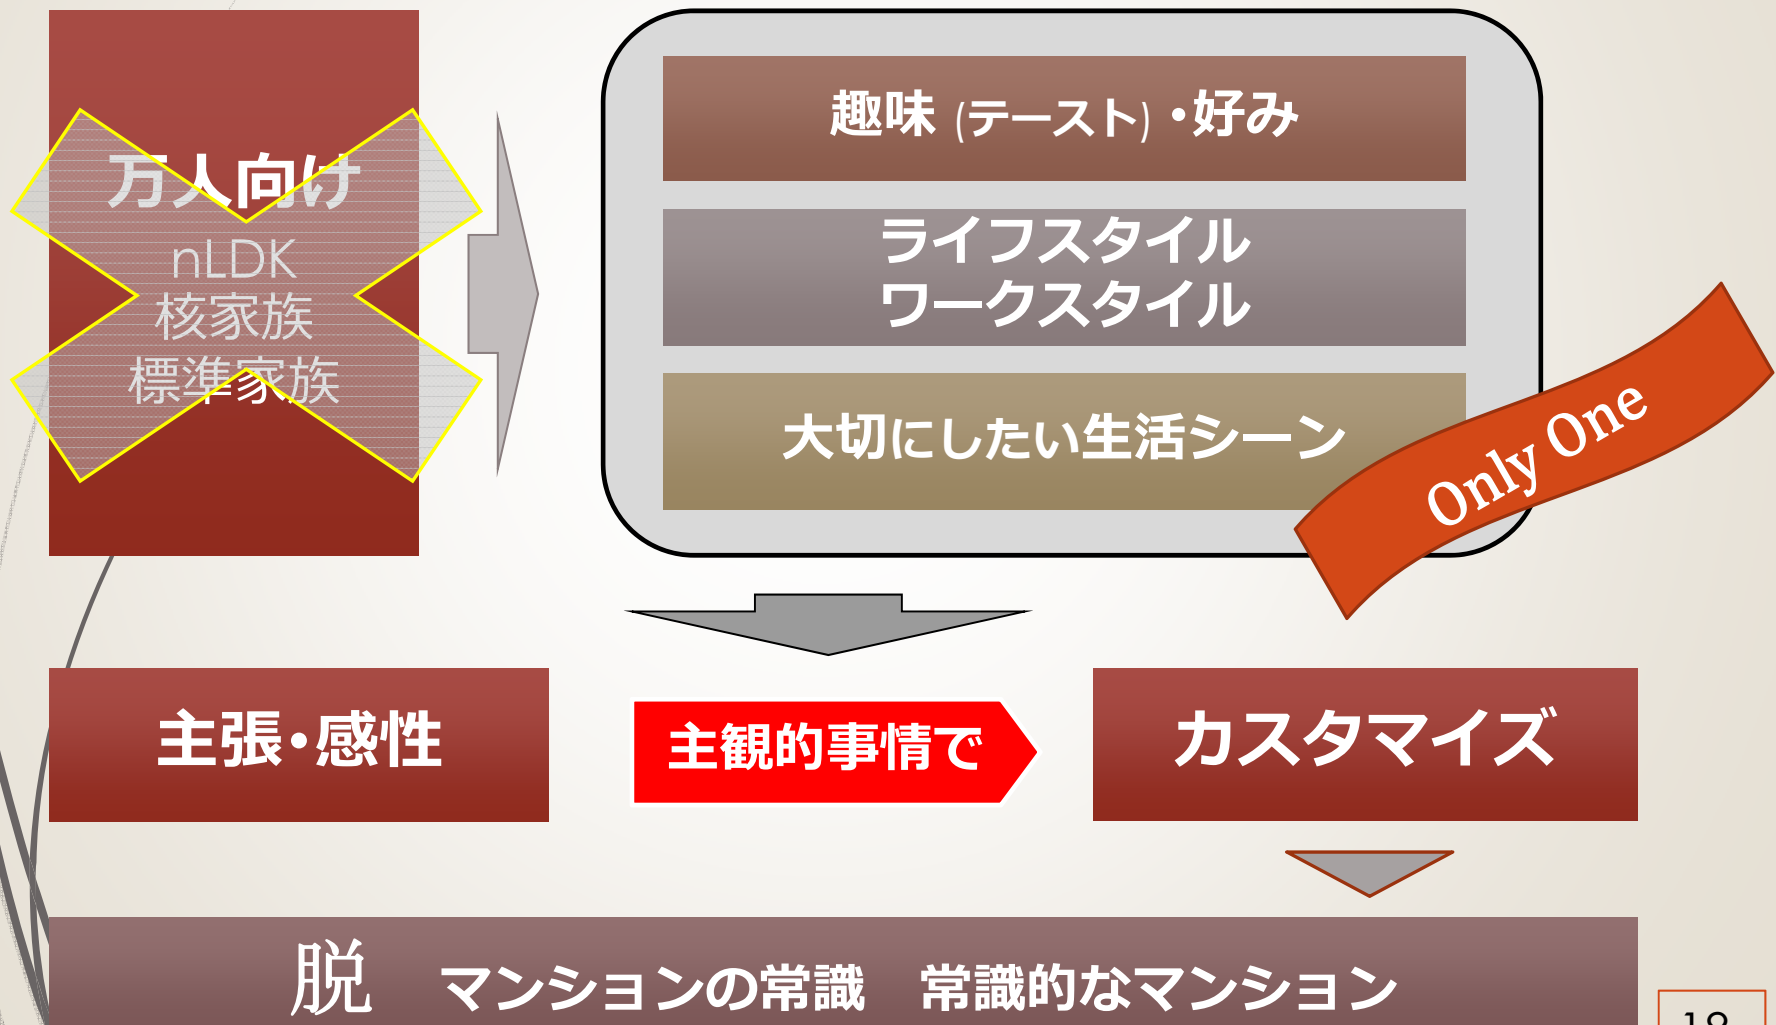 万人向け
nLDK
核家族
標準家族
趣味 (テースト) ・好み
ライフスタイル
ワークスタイル
大切にしたい生活シーン
Only One
主張・感性
主観的事情で
カスタマイズ
脱 マンションの常識 常識的なマンション